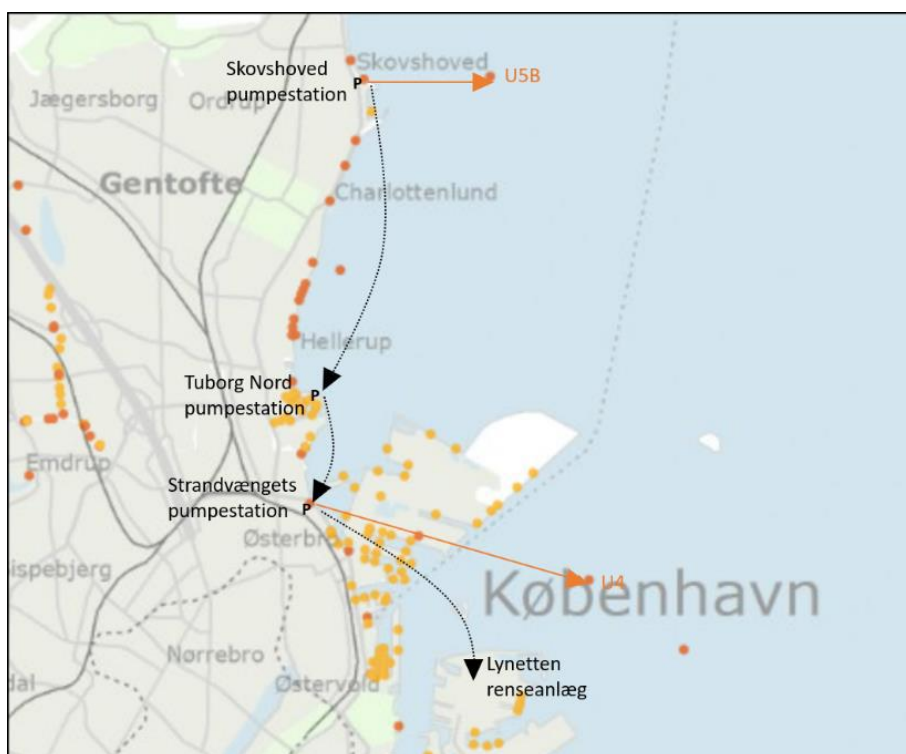 Skovshoved
Skovshoved
pumpestation
P
U5B
Jægersborg
Ordrup
Gentofte
Charlottenlund
Hellerup
Tuborg Nord
pumpestation
P
Emdrup
Strandvængets
pumpestation
P
Østerbro
ispebjerg
U4
København
Nørrebro
Lynetten
renseanlæg
dal
Østervold